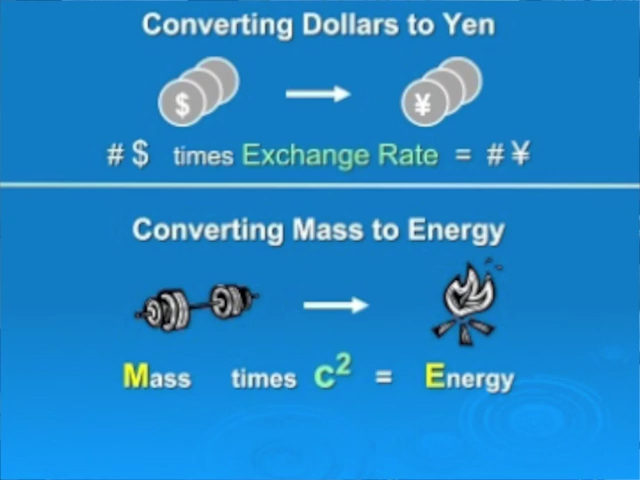 Converting Dollars to Yen
$ ¥
# $ times Exchange Rate = # ¥
Converting Mass to Energy
Mass times c² = Energy